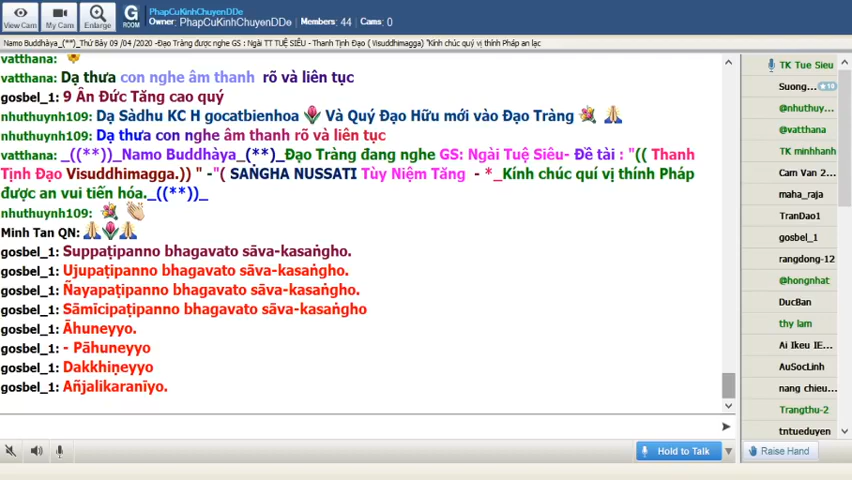 View Cam
My Cam
Enlarge
G
ROOM
PhapCuKinhChuyenDDe
Owner: PhapCuKinhChuyenDDe Members: 44 Cams: 0
Namo Buddhàya_(**)_Thứ Bảy 09 /04 /2020 -Đạo Tràng được nghe GS : Ngài TT TUỆ SIÊU - Thanh Tịnh Đạo ( Visuddhimagga) "Kính chúc quý vị thính Pháp an lạc
vatthana:
vatthana: Dạ thưa con nghe âm thanh rõ và liên tục
gosbel_1: 9 Ân Đức Tăng cao quý
nhuthuynh109: Dạ Sàdhu KC H gocatbienhoa Và Quý Đạo Hữu mới vào Đạo Tràng
nhuthuynh109: Dạ thưa con nghe âm thanh rõ và liên tục
vatthana: _((**))_Namo Buddhàya_(**)_Đạo Tràng đang nghe GS: Ngài Tuệ Siêu- Đề tài : "(( Thanh
Tịnh Đạo Visuddhimagga.)) " -"( SAṄGHA NUSSATI Tùy Niệm Tăng - *_Kính chúc quí vị thính Pháp
được an vui tiến hóa._((**))_
nhuthuynh109:
Minh Tan QN:
gosbel_1: Suppaṭipanno bhagavato sāva-kasaṅgho.
gosbel_1: Ujupaṭipanno bhagavato sāva-kasaṅgho.
gosbel_1: Ñayapaṭipanno bhagavato sāva-kasaṅgho.
gosbel_1: Sāmīcipaṭipanno bhagavato sāva-kasaṅgho
gosbel_1: Āhuneyyo.
gosbel_1: - Pāhuneyyo
gosbel_1: Dakkhiṇeyyo
gosbel_1: Añjalikaranīyo.
Hold to Talk
TK Tue Sieu
Suong... 10
@nhuthuy...
@vatthana
TK minhhanh
Cam Van 2...
maha_raja
TranDao1
gosbel_1
rangdong-12
@hongnhat
DucBan
thy lam
Ai Ikeu IE...
AuSocLinh
nang chieu...
Trangthu-2
tntueduyen
Raise Hand